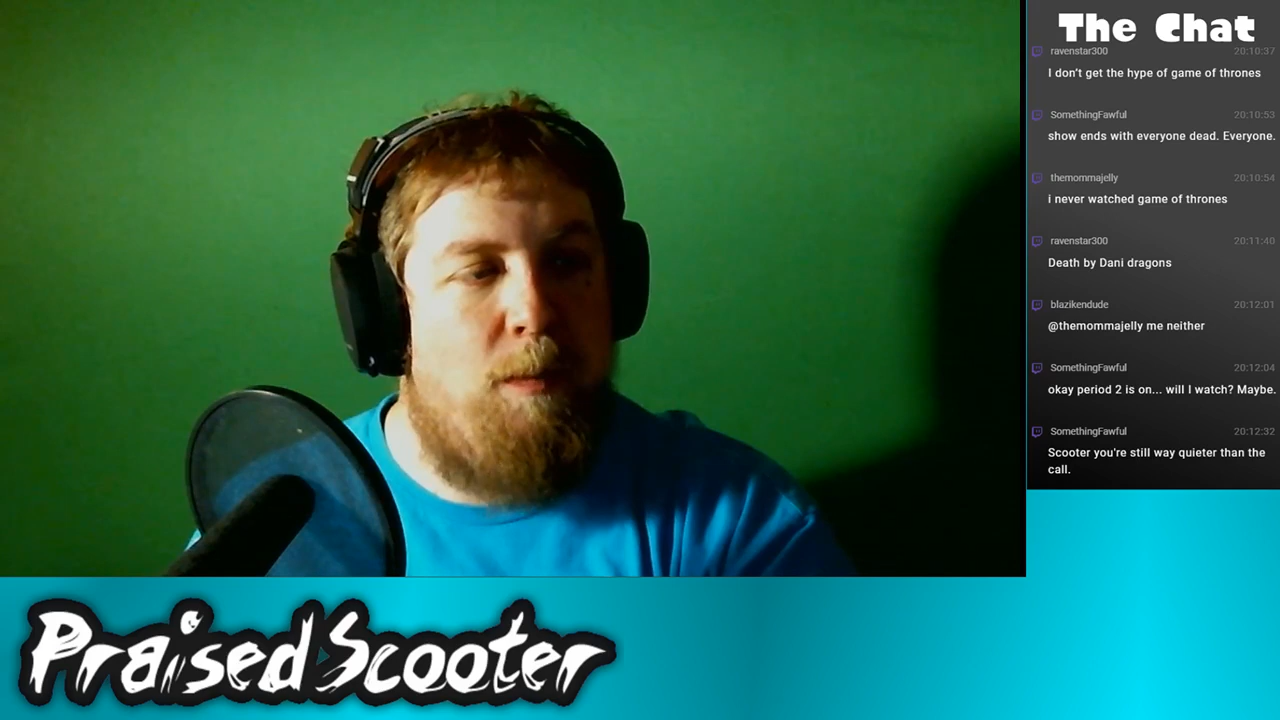 The Chat
ravenstar300 20:10:37
I don't get the hype of game of thrones
SomethingFawful 20:10:53
show ends with everyone dead. Everyone.
themommajelly 20:10:54
i never watched game of thrones
ravenstar300 20:11:40
Death by Dani dragons
blazikendude 20:12:01
@themommajelly me neither
SomethingFawful 20:12:04
okay period 2 is on... will I watch? Maybe.
SomethingFawful 20:12:32
Scooter you're still way quieter than the
call.
PraisedScooter